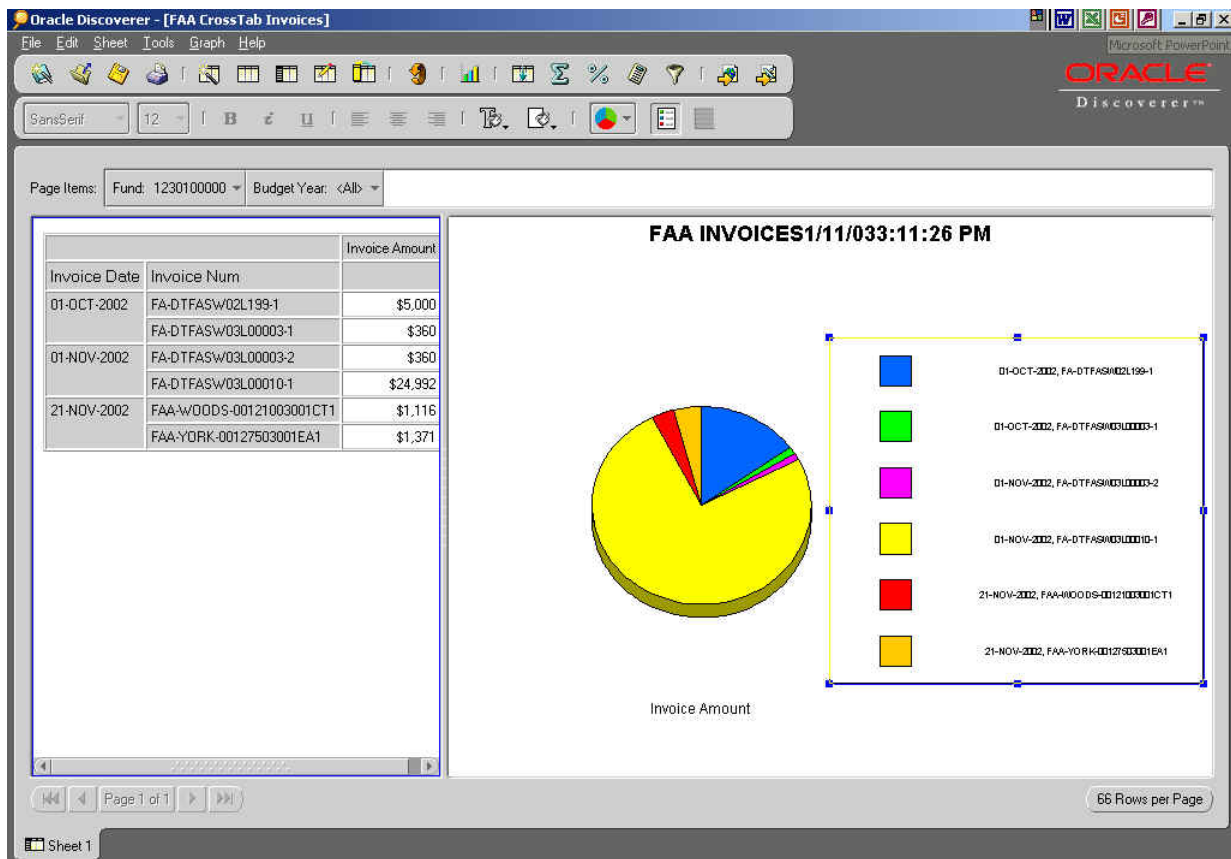 Oracle Discoverer - [FAA CrossTab Invoices]
File Edit Sheet Tools Graph Help
Microsoft PowerPoint
ORACLE
Discoverer™
SansSerif 12 B i U
Page Items: Fund: 1230100000 Budget Year: <All>
Invoice Amount
Invoice Date Invoice Num
01-OCT-2002 FA-DTFASW02L199-1 $5,000
FA-DTFASW03L00003-1 $360
01-NOV-2002 FA-DTFASW03L00003-2 $360
FA-DTFASW03L00010-1 $24,992
21-NOV-2002 FAA-WOODS-00121003001CT1 $1,116
FAA-YORK-00127503001EA1 $1,371
FAA INVOICES1/11/033:11:26 PM
01-OCT-2002, FA-DTFASW02L199-1
01-OCT-2002, FA-DTFASW03L00003-1
01-NOV-2002, FA-DTFASW03L00003-2
01-NOV-2002, FA-DTFASW03L00010-1
21-NOV-2002, FAA-WOODS-00121003001CT1
21-NOV-2002, FAA-YORK-00127503001EA1
Invoice Amount
Page 1 of 1
66 Rows per Page
Sheet 1